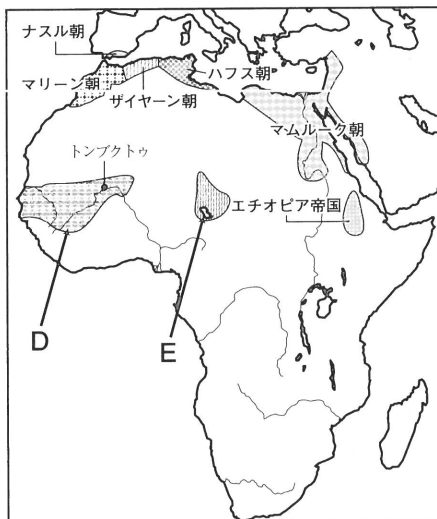 ナスル朝
マリーン朝
ザイヤーン朝
ハフス朝
マムルーク朝
トンブクトゥ
エチオピア帝国
D
E